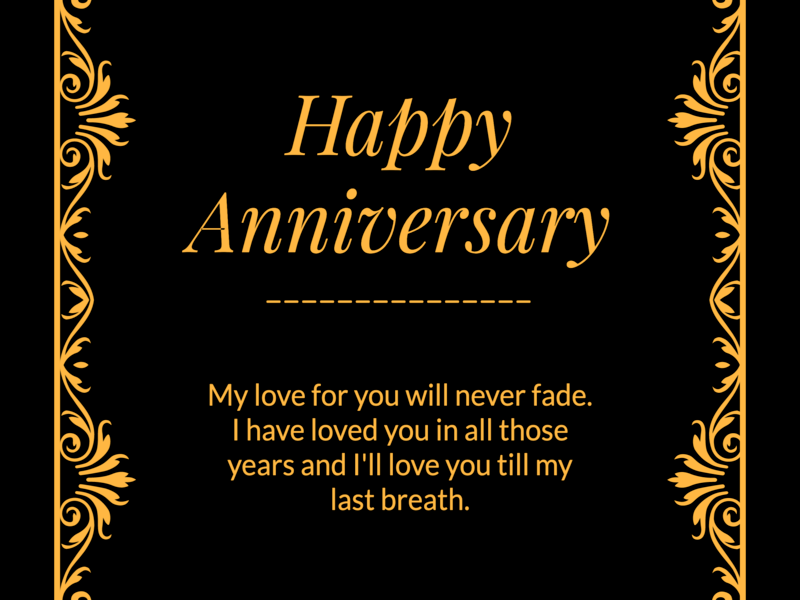 Happy
Anniversary
My love for you will never fade.
I have loved you in all those
years and I'll love you till my
last breath.